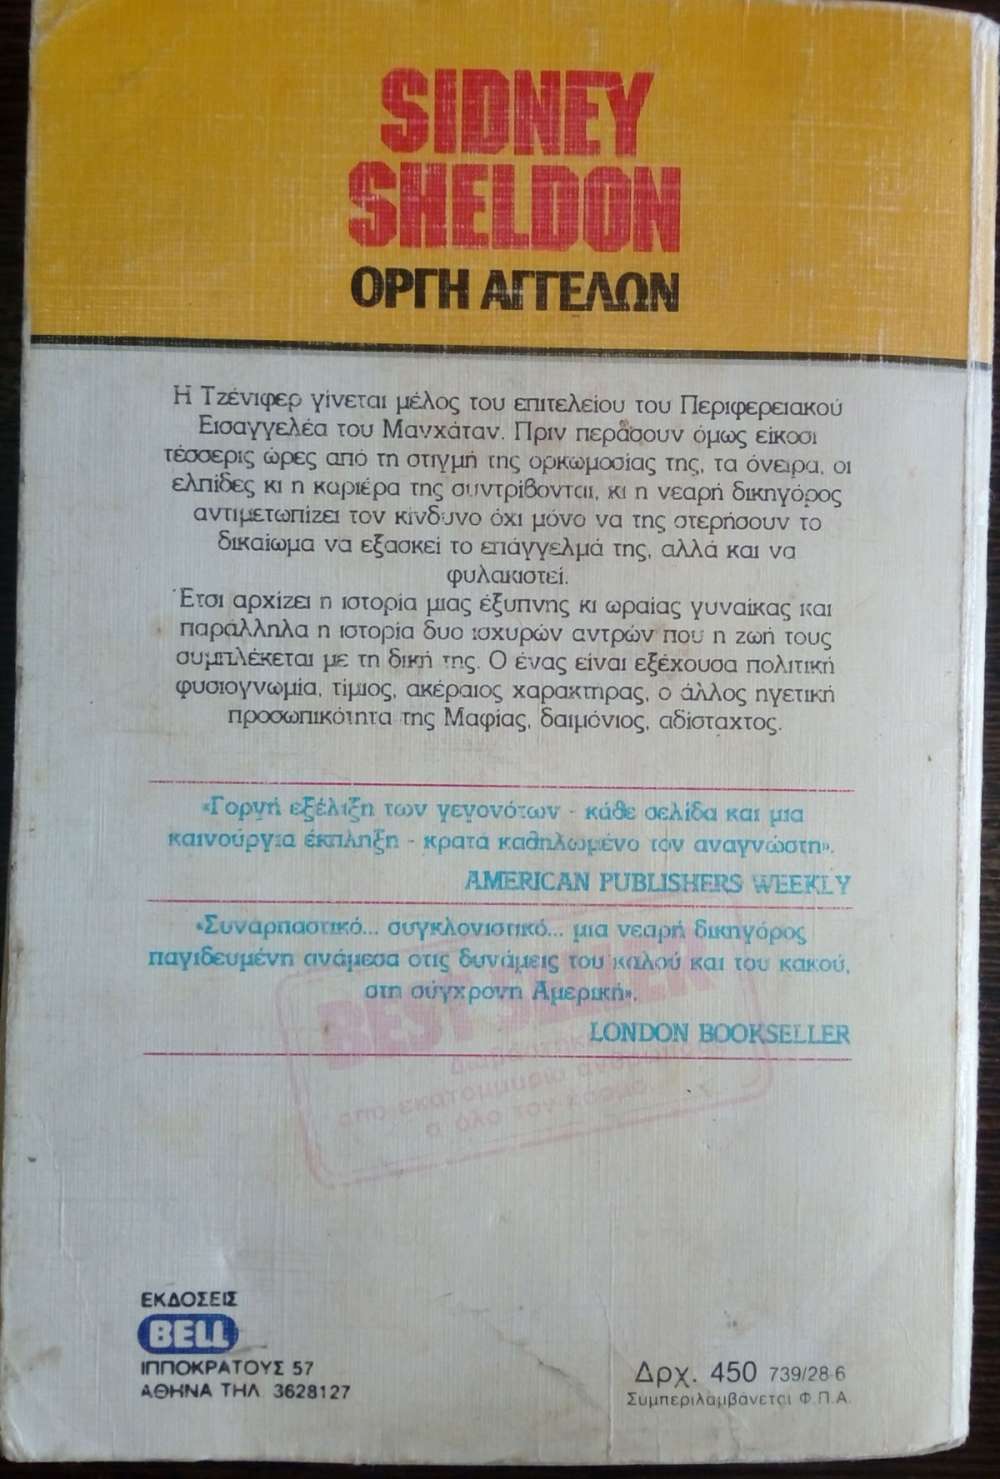 SIDNEY
SHELDON
ΟΡΓΗ ΑΓΓΕΛΩΝ
Η Τζένιφερ γίνεται μέλος του επιτελείου του Περιφερειακού
Εισαγγελέα του Μανχάταν. Πριν περάσουν όμως είκοσι
τέσσερις ώρες από τη στιγμή της ορκωμοσίας της, τα όνειρα, οι
ελπίδες κι η καριέρα της συντρίβονται, κι η νεαρή δικηγόρος
αντιμετωπίζει τον κίνδυνο όχι μόνο να της στερήσουν το
δικαίωμα να εξασκεί το επάγγελμά της, αλλά και να
φυλακιστεί.
Έτσι αρχίζει η ιστορία μιας έξυπνης κι ωραίας γυναίκας και
παράλληλα η ιστορία δυο ισχυρών αντρών που η ζωή τους
συμπλέκεται με τη δική της. Ο ένας είναι εξέχουσα πολιτική
φυσιογνωμία, τίμιος, ακέραιος χαρακτήρας, ο άλλος ηγετική
προσωπικότητα της Μαφίας, δαιμόνιος, αδίσταχτος.
«Γοργή εξέλιξη των γεγονότων - κάθε σελίδα και μια
καινούργια έκπληξη - κρατά καθηλωμένο τον αναγνώστη».
AMERICAN PUBLISHERS WEEKLY
«Συναρπαστικό... συγκλονιστικό... μια νεαρή δικηγόρος
παγιδευμένη ανάμεσα στις δυνάμεις του καλού και του κακού,
στη σύγχρονη Αμερική».
LONDON BOOKSELLER
BEST SELLER
από εκατομμύρια
σ' όλο τον κόσμο.
ΕΚΔΟΣΕΙΣ
BELL
ΙΠΠΟΚΡΑΤΟΥΣ 57
ΑΘΗΝΑ ΤΗΛ 3628127
Δρχ. 450 739/28-6
Συμπεριλαμβάνεται Φ.Π.Α.